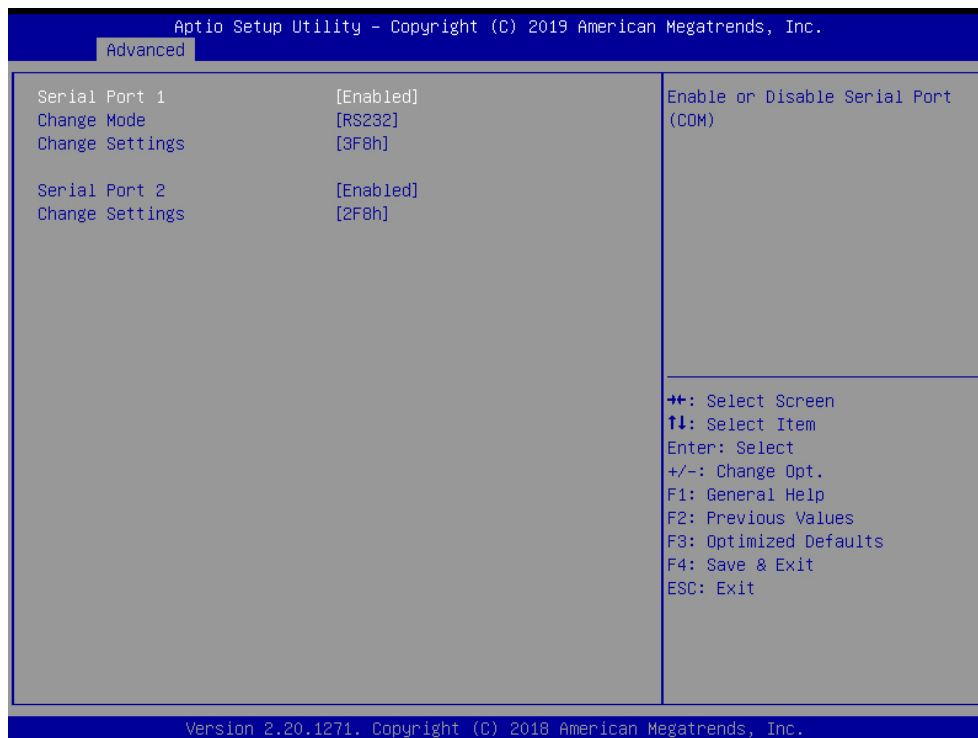 Aptio Setup Utility – Copyright (C) 2019 American Megatrends, Inc.
Advanced
Serial Port 1 [Enabled]
Change Mode [RS232]
Change Settings [3F8h]
Serial Port 2 [Enabled]
Change Settings [2F8h]
Enable or Disable Serial Port
(COM)
→←: Select Screen
↑↓: Select Item
Enter: Select
+/-: Change Opt.
F1: General Help
F2: Previous Values
F3: Optimized Defaults
F4: Save & Exit
ESC: Exit
Version 2.20.1271. Copyright (C) 2018 American Megatrends, Inc.